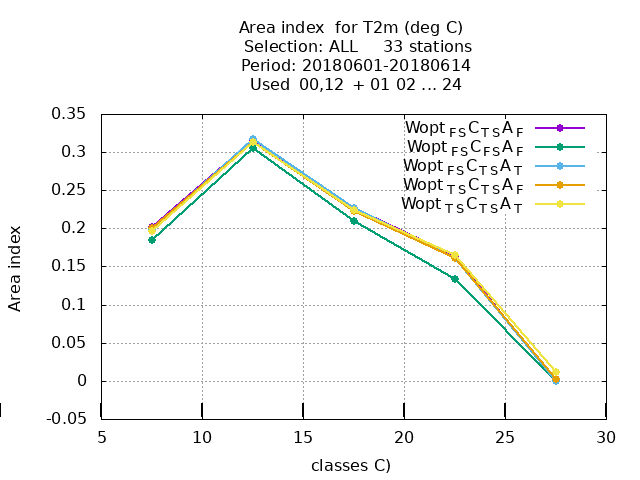 Area index  for T2m (deg C)
Selection: ALL     33 stations
Period: 20180601-20180614
Used  00,12  + 01 02 ... 24
0.35
0.3
0.25
0.2
0.15
0.1
0.05
0
-0.05
Area index
Wopt FS C TS A F
Wopt FS C FS A F
Wopt FS C TS A T
Wopt TS C TS A F
Wopt TS C TS A T
5 10 15 20 25 30
classes C)